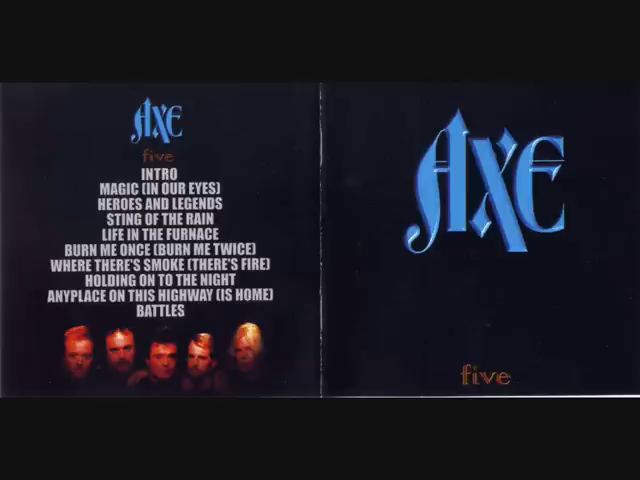 AXE
five
INTRO
MAGIC (IN OUR EYES)
HEROES AND LEGENDS
STING OF THE RAIN
LIFE IN THE FURNACE
BURN ME ONCE (BURN ME TWICE)
WHERE THERE'S SMOKE (THERE'S FIRE)
HOLDING ON TO THE NIGHT
ANYPLACE ON THIS HIGHWAY (IS HOME)
BATTLES
AXE
five